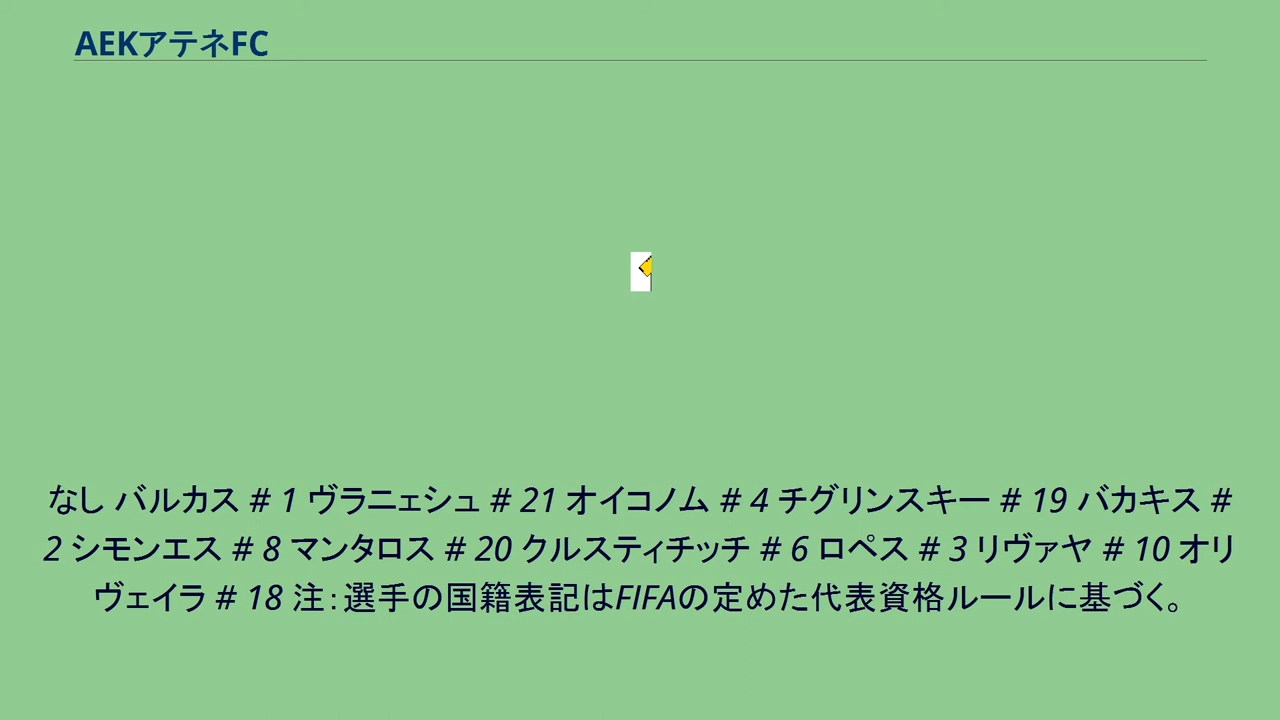 AEKアテネFC
なし バルカス # 1 ヴラニェシュ # 21 オイコノム # 4 チグリンスキー # 19 バカキス #
2 シモンエス # 8 マンタロス # 20 クルスティチッチ # 6 ロペス # 3 リヴァヤ # 10 オリ
ヴェイラ # 18 注：選手の国籍表記はFIFAの定めた代表資格ルールに基づく。